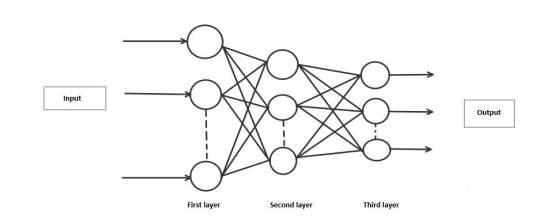 Input
Output
First layer
Second layer
Third layer